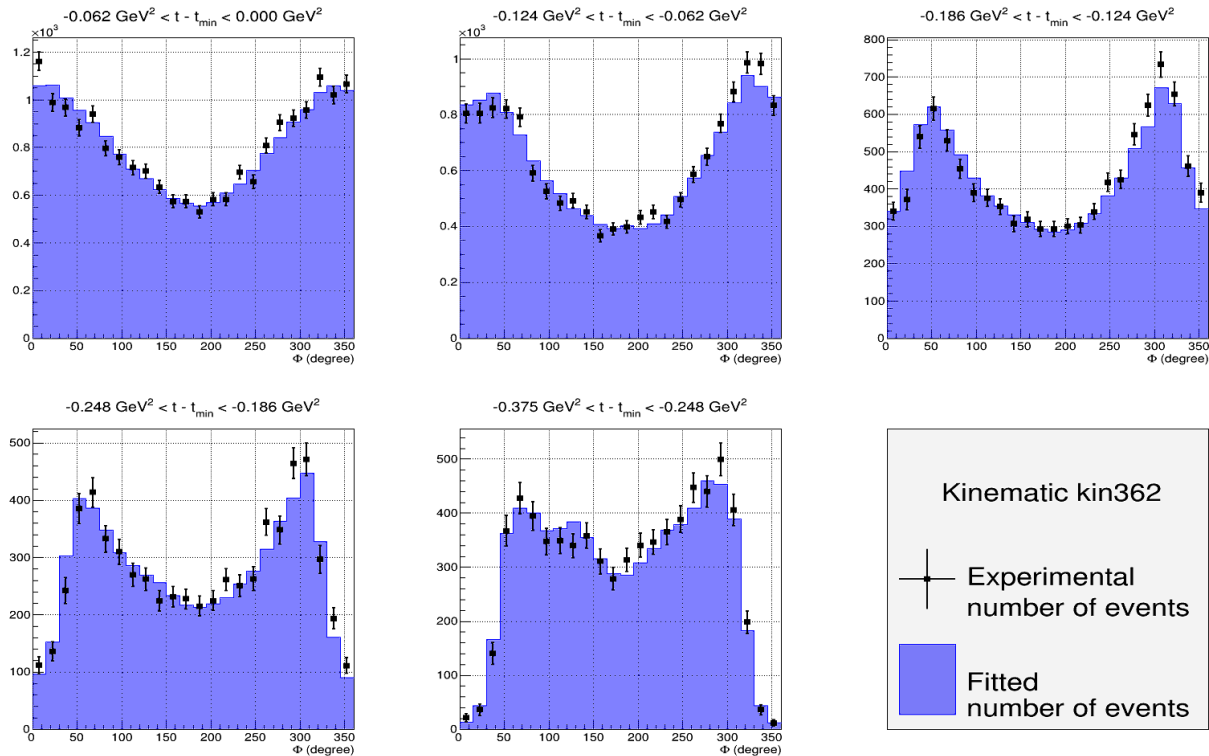 -0.062 GeV² < t - t_min < 0.000 GeV²
×10³
1.2
1.0
0.8
0.6
0.4
0.2
0
0 50 100 150 200 250 300 350
Φ (degree)
-0.124 GeV² < t - t_min < -0.062 GeV²
×10³
1
0.8
0.6
0.4
0.2
0
0 50 100 150 200 250 300 350
Φ (degree)
-0.186 GeV² < t - t_min < -0.124 GeV²
800
700
600
500
400
300
200
100
0
0 50 100 150 200 250 300 350
Φ (degree)
-0.248 GeV² < t - t_min < -0.186 GeV²
500
400
300
200
100
0
0 50 100 150 200 250 300 350
Φ (degree)
-0.375 GeV² < t - t_min < -0.248 GeV²
500
400
300
200
100
0
0 50 100 150 200 250 300 350
Φ (degree)
Kinematic kin362
Experimental
number of events
Fitted
number of events